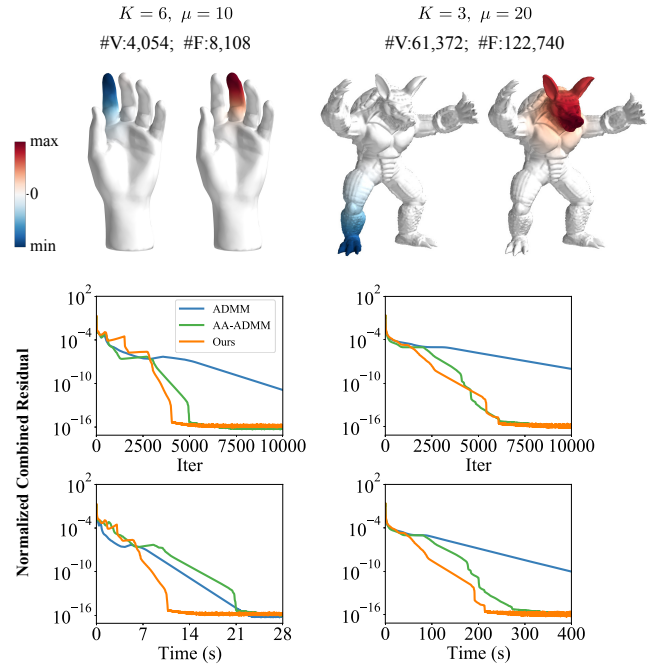 K = 6, μ = 10
K = 3, μ = 20
#V:4,054; #F:8,108
#V:61,372; #F:122,740
max
0
min
Normalized Combined Residual
10^2
10^-4
10^-10
10^-16
ADMM
AA-ADMM
Ours
0
2500
5000
7500
10000
Iter
10^2
10^-4
10^-10
10^-16
0
2500
5000
7500
10000
Iter
10^2
10^-4
10^-10
10^-16
0
7
14
21
28
Time (s)
10^2
10^-4
10^-10
10^-16
0
100
200
300
400
Time (s)